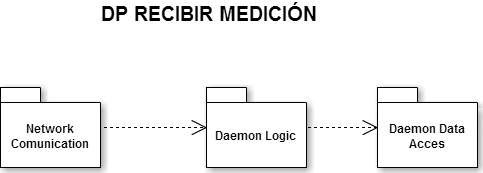 DP RECIBIR MEDICIÓN
Network
Comunication
Daemon Logic
Daemon Data
Acces